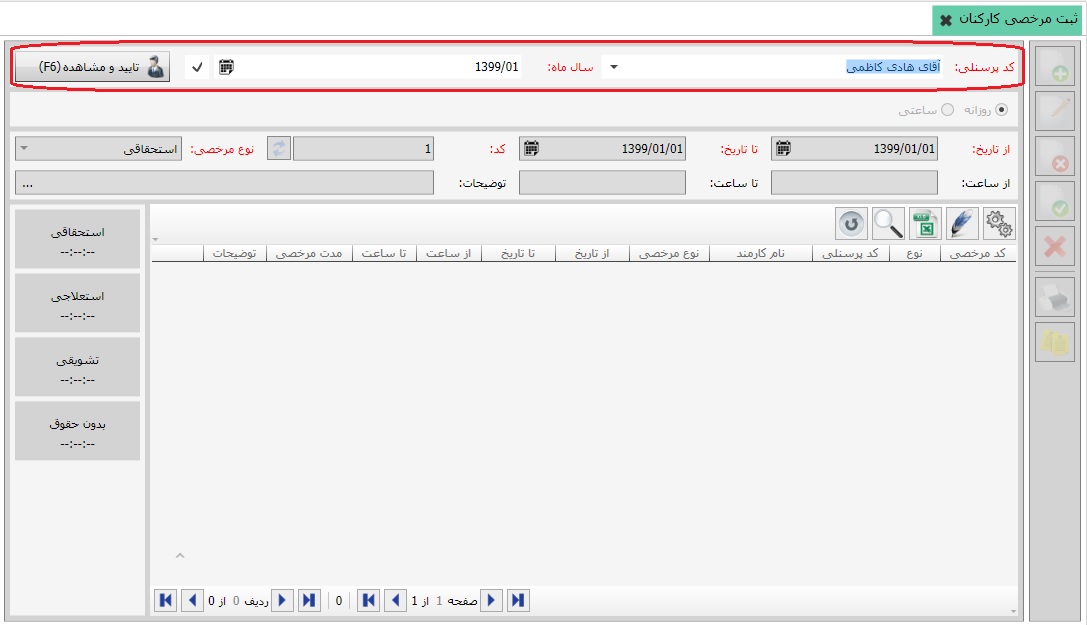 ثبت مرخصی کارکنان
کد پرسنلی: آقای هادی کاظمی سال ماه: 1399/01 تایید و مشاهده (F6)
روزانه ساعتی
از تاریخ: 1399/01/01 تا تاریخ: 1399/01/01 کد: 1 نوع مرخصی: استحقاقی
از ساعت: تا ساعت: توضیحات: ...
کد مرخصی نوع کد پرسنلی نام کارمند نوع مرخصی از تاریخ تا تاریخ از ساعت تا ساعت مدت مرخصی توضیحات
استحقاقی
--:--:--
استعلاجی
--:--:--
تشویقی
--:--:--
بدون حقوق
--:--:--
صفحه 1 از 1 0 ردیف 0 از 0